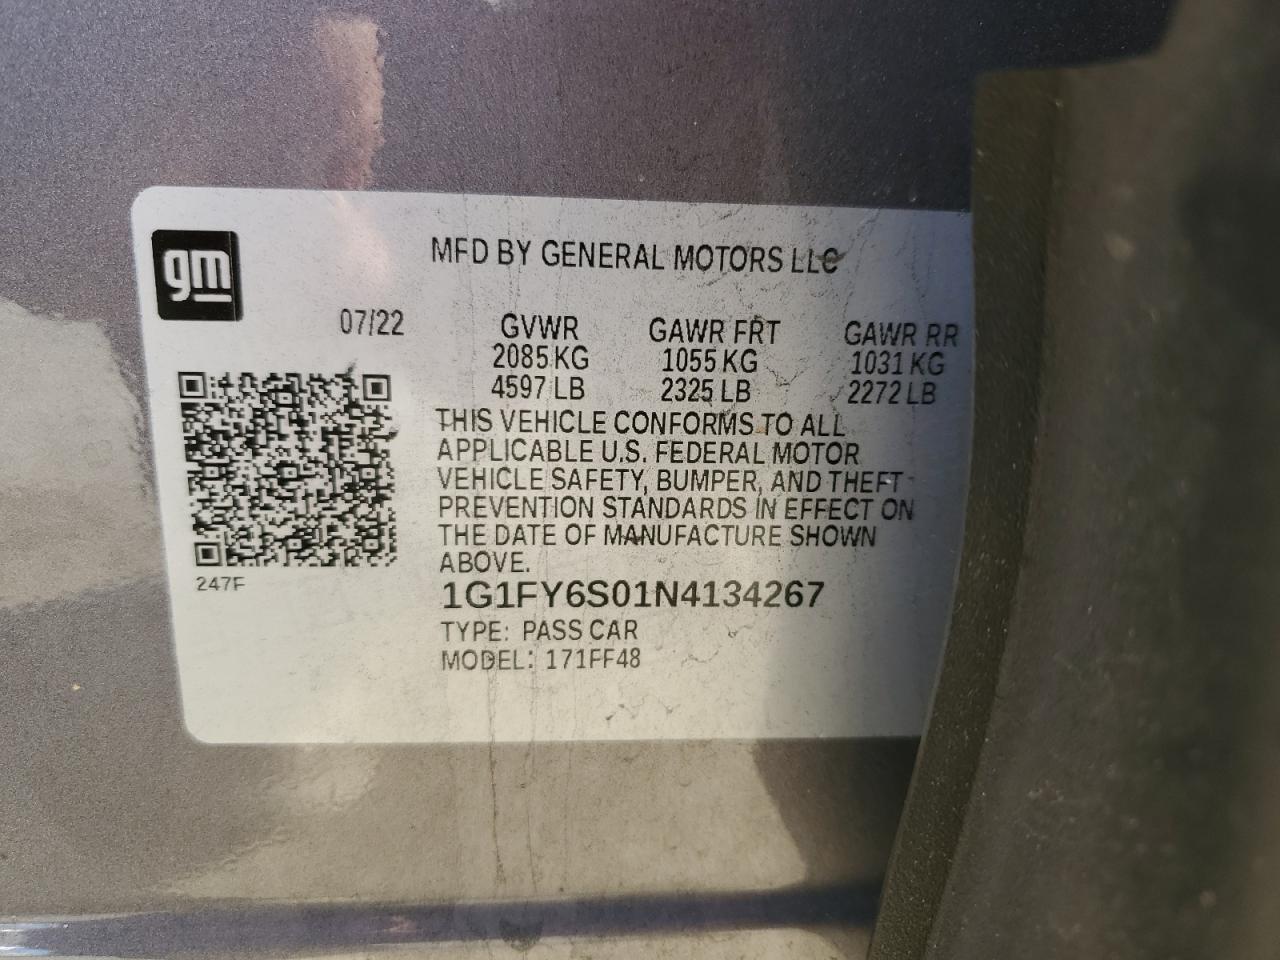 gm
MFD BY GENERAL MOTORS LLC
07/22
GVWR GAWR FRT GAWR RR
2085 KG 1055 KG 1031 KG
4597 LB 2325 LB 2272 LB
THIS VEHICLE CONFORMS TO ALL
APPLICABLE U.S. FEDERAL MOTOR
VEHICLE SAFETY, BUMPER, AND THEFT
PREVENTION STANDARDS IN EFFECT ON
THE DATE OF MANUFACTURE SHOWN
ABOVE.
247F
1G1FY6S01N4134267
TYPE: PASS CAR
MODEL: 171FF48